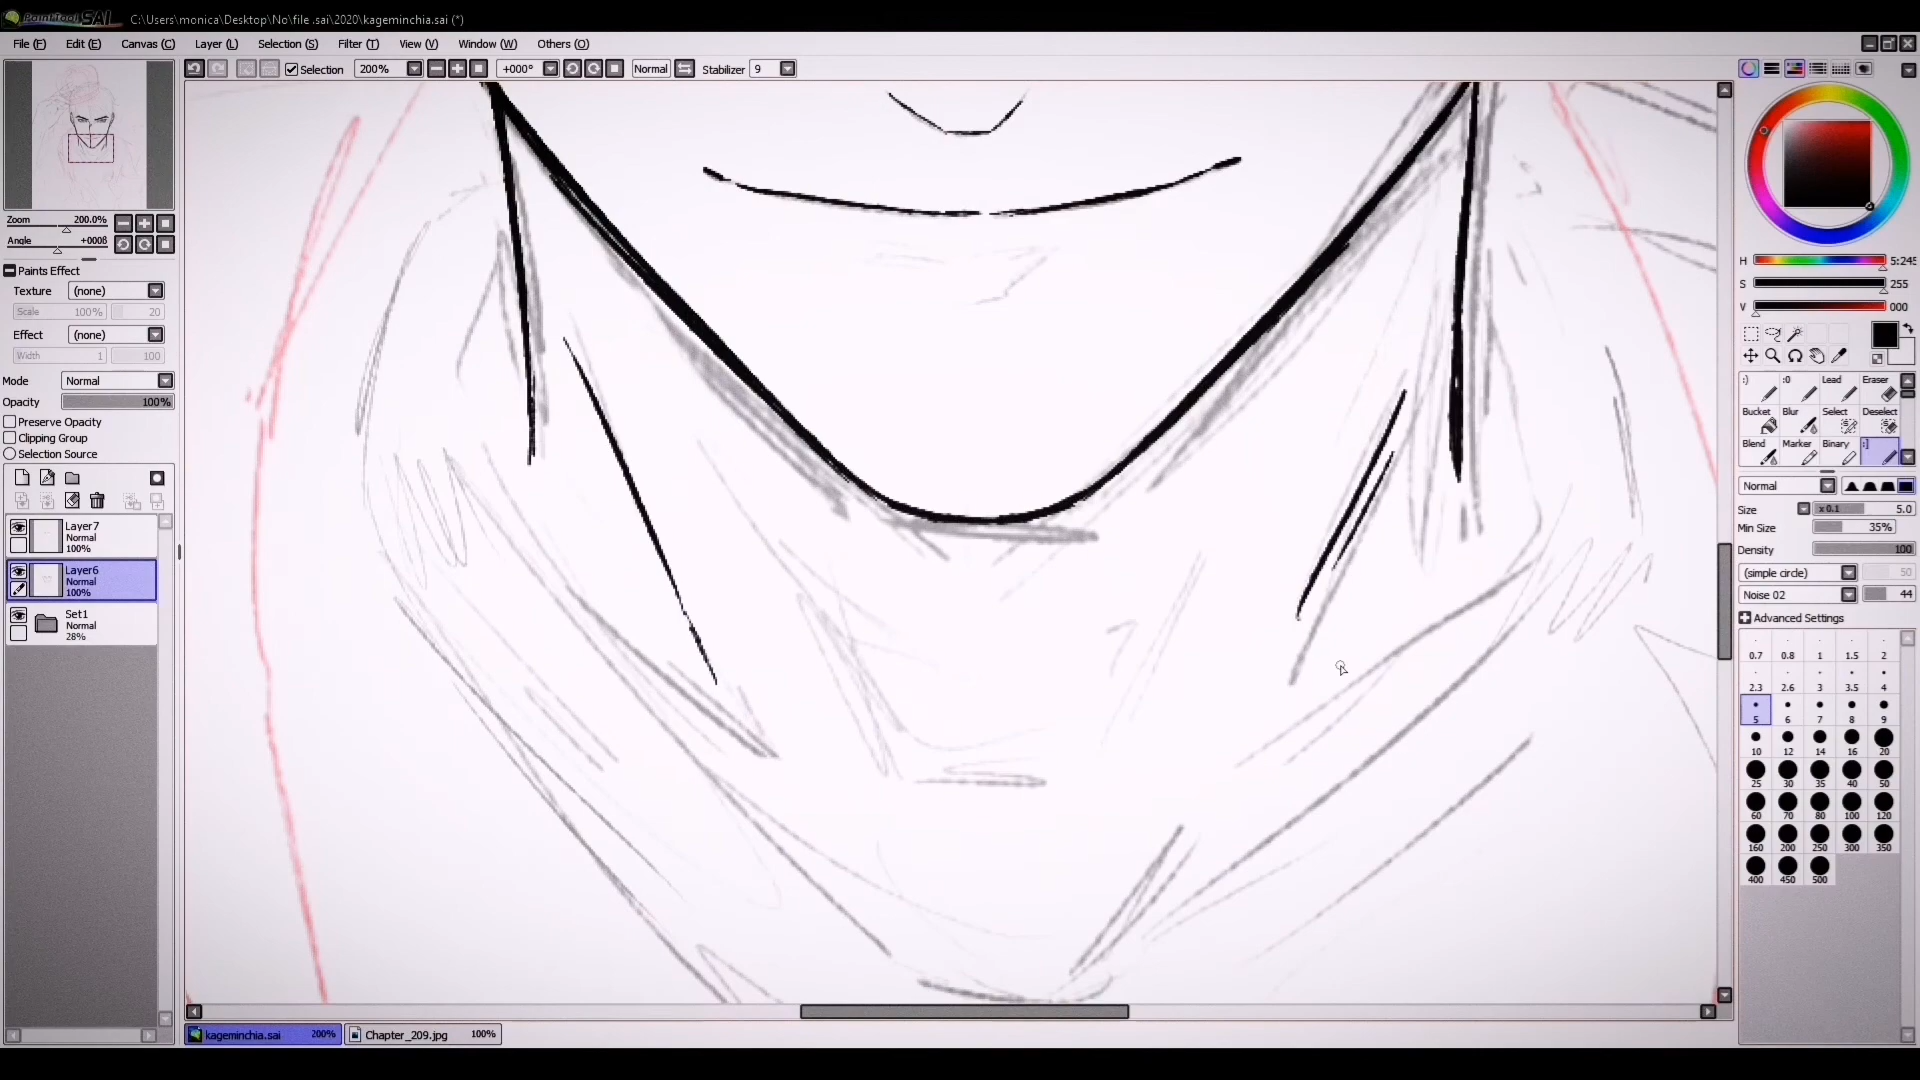 PaintTool SAI C:\Users\monica\Desktop\No\file .sai\2020\kageminchia.sai (*)
File (F) Edit (E) Canvas (C) Layer (L) Selection (S) Filter (T) View (V) Window (W) Others (O)
Selection 200% +000° Normal Stabilizer 9
Zoom 200.0%
Angle +000ß
Paints Effect
Texture (none)
Scale 100% 20
Effect (none)
Width 1 100
Mode Normal
Opacity 100%
Preserve Opacity
Clipping Group
Selection Source
Layer7
Normal
100%
Layer6
Normal
100%
Set1
Normal
28%
H 5:245
S 255
V 000
:) :0 Lead Eraser
Bucket Blur Select Deselect
Blend Marker Binary :]
Normal
Size x 0.1 5.0
Min Size 35%
Density 100
(simple circle) 50
Noise 02 44
Advanced Settings
0.7 0.8 1 1.5 2
2.3 2.6 3 3.5 4
5 6 7 8 9
10 12 14 16 20
25 30 35 40 50
60 70 80 100 120
160 200 250 300 350
400 450 500
kageminchia.sai 200% Chapter_209.jpg 100%